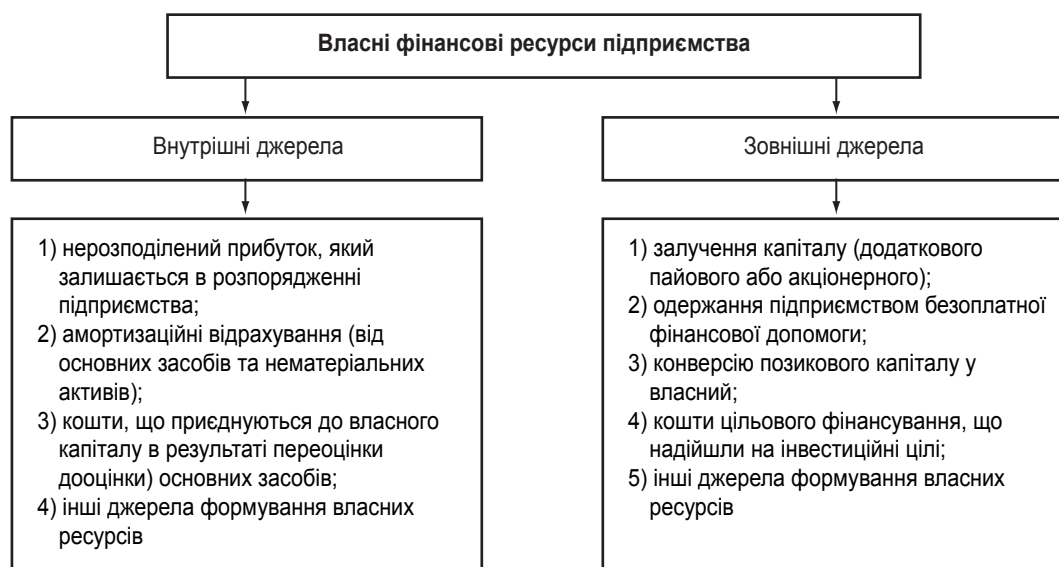 Власні фінансові ресурси підприємства
Внутрішні джерела
1) нерозподілений прибуток, який
залишається в розпорядженні
підприємства;
2) амортизаційні відрахування (від
основних засобів та нематеріальних
активів);
3) кошти, що приєднуються до власного
капіталу в результаті переоцінки
дооцінки) основних засобів;
4) інші джерела формування власних
ресурсів
Зовнішні джерела
1) залучення капіталу (додаткового
пайового або акціонерного);
2) одержання підприємством безоплатної
фінансової допомоги;
3) конверсію позикового капіталу у
власний;
4) кошти цільового фінансування, що
надійшли на інвестиційні цілі;
5) інші джерела формування власних
ресурсів